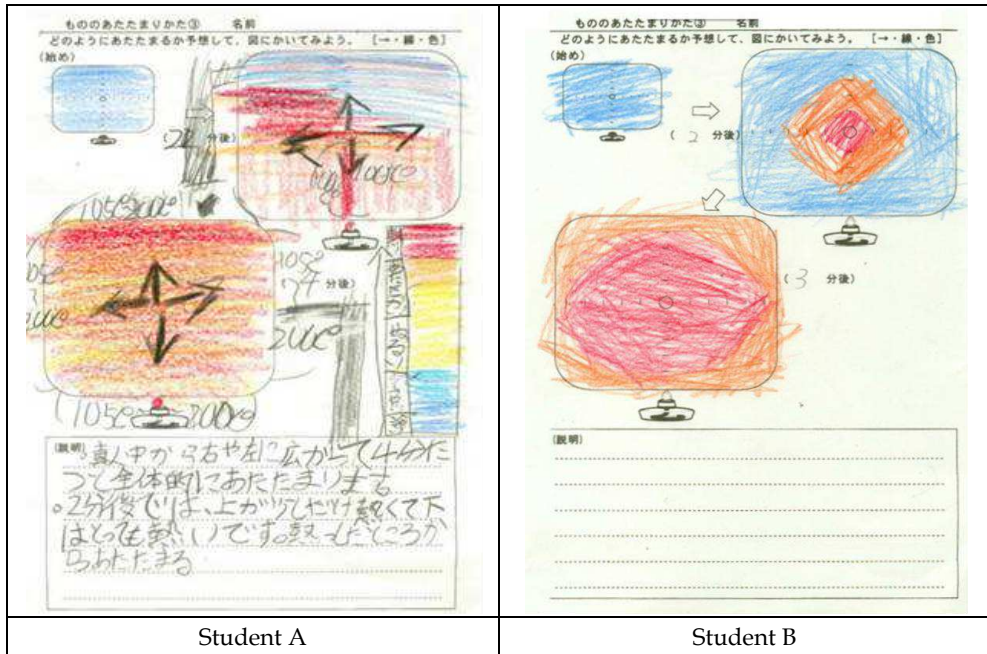 もののあたたまりかた③ 名前
どのようにあたたまるか予想して、図にかいてみよう。 [→・線・色]
(始め)
(2 分後)
100℃
105℃ 200℃
105℃
200℃
(4 分後)
200℃
(105℃ 200℃)
(説明) 真ん中から右や左に広がって4分た
って全体的にあたたまります
・2分後では、上が少しだけ熱くて下
はとっても熱いです。熱したところか
らあたたまる
Student A
もののあたたまりかた③ 名前
どのようにあたたまるか予想して、図にかいてみよう。 [→・線・色]
(始め)
(2 分後)
(3 分後)
(説明)
Student B